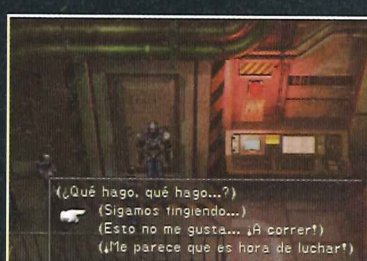 (¿Qué hago, qué hago...?)
(Sigamos fingiendo...)
(Esto no me gusta... ¡A correr!)
(¡Me parece que es hora de luchar!)